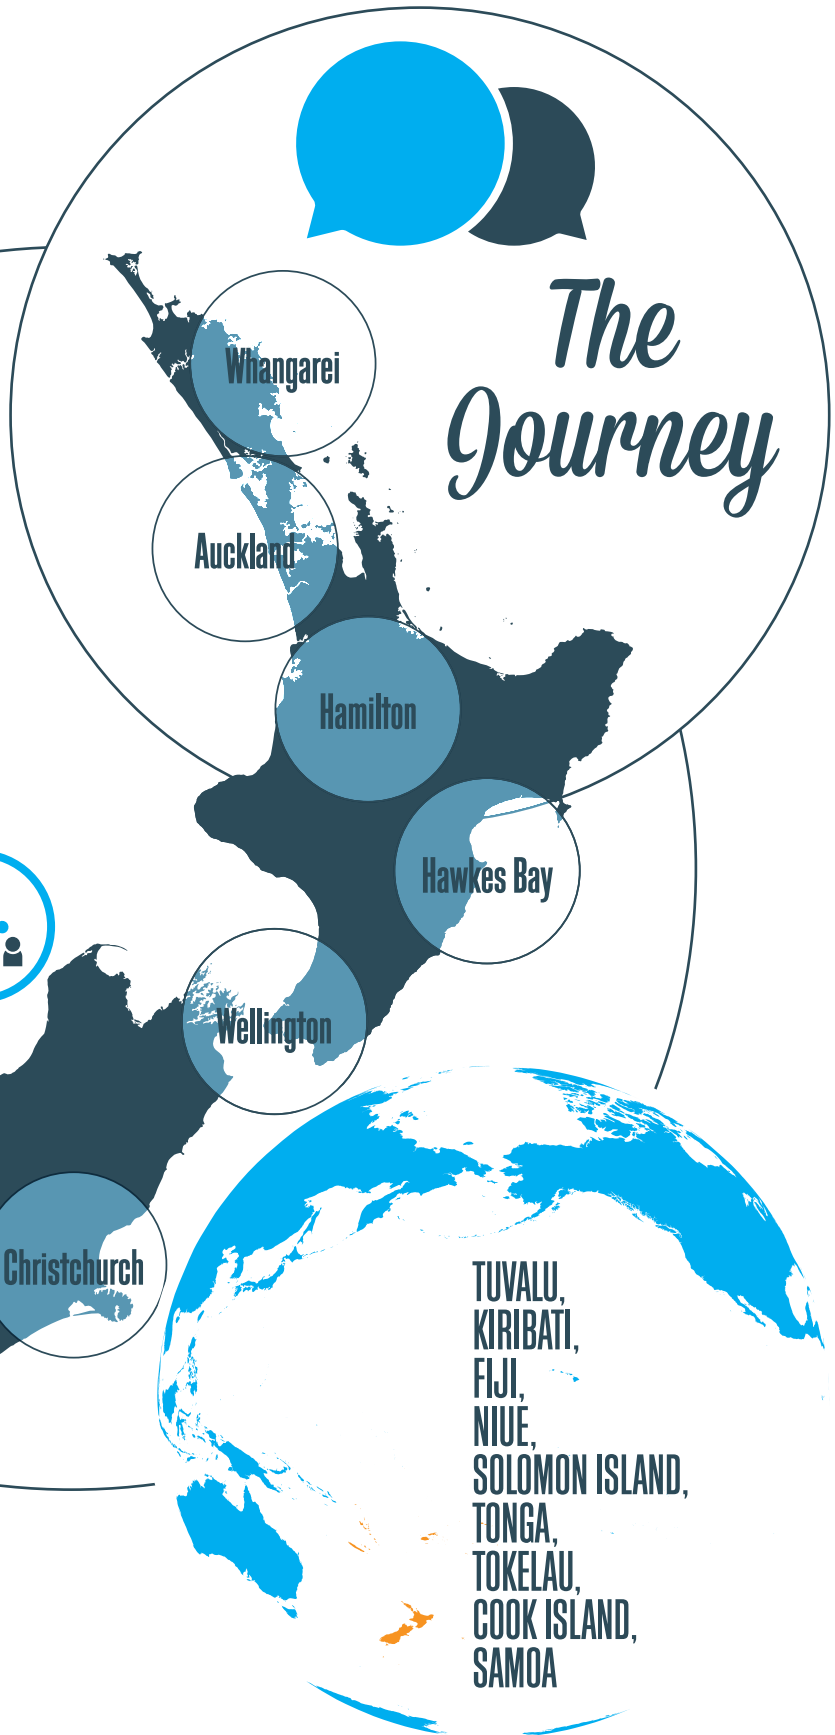 The
Journey
Whangarei
Auckland
Hamilton
Hawkes Bay
Wellington
Christchurch
TUVALU,
KIRIBATI,
FIJI,
NIUE,
SOLOMON ISLAND,
TONGA,
TOKELAU,
COOK ISLAND,
SAMOA